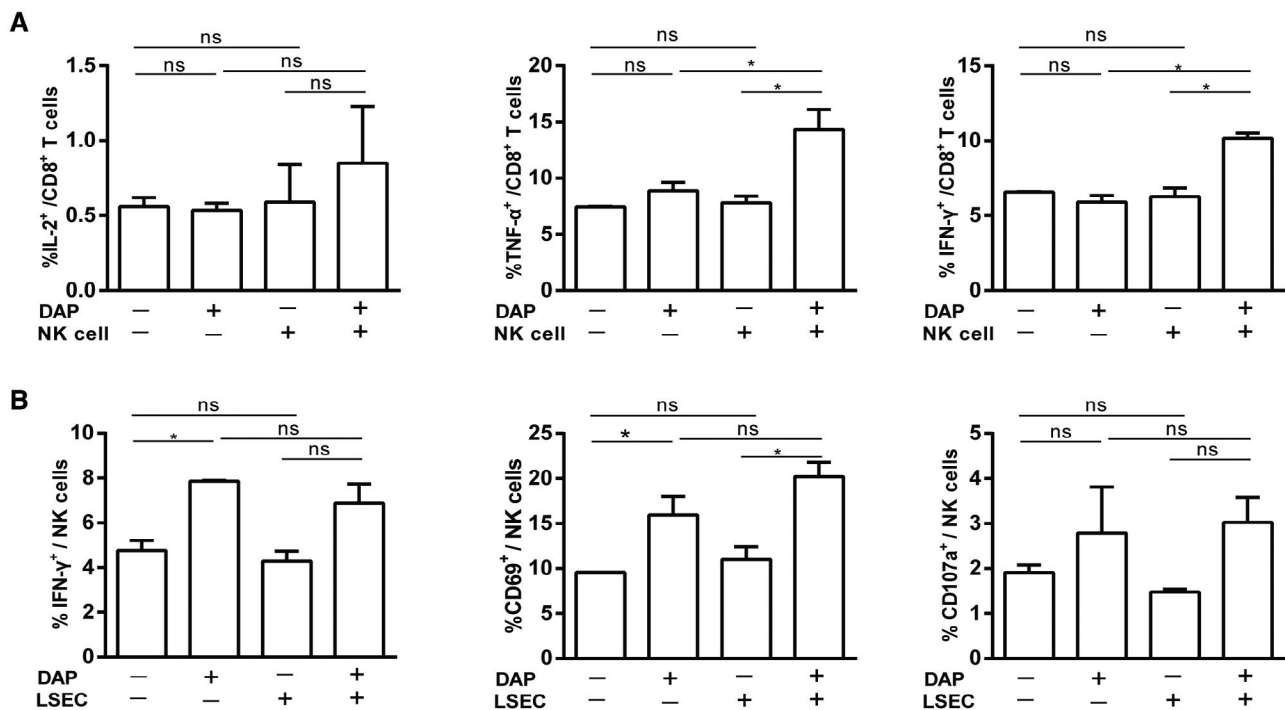 A
%IL-2+ /CD8+ T cells
1.5
1.0
0.5
0.0
ns
ns
ns
ns
DAP — + — +
NK cell — — + +
%TNF-α+ /CD8+ T cells
20
15
10
5
0
ns
ns
*
*
DAP — + — +
NK cell — — + +
% IFN-γ+ /CD8+ T cells
15
10
5
0
ns
ns
*
*
DAP — + — +
NK cell — — + +
B
% IFN-γ+ / NK cells
10
8
6
4
2
0
ns
*
ns
ns
DAP — + — +
LSEC — — + +
%CD69+ / NK cells
25
20
15
10
5
0
ns
*
ns
*
DAP — + — +
LSEC — — + +
% CD107a+ / NK cells
5
4
3
2
1
0
ns
ns
ns
ns
DAP — + — +
LSEC — — + +